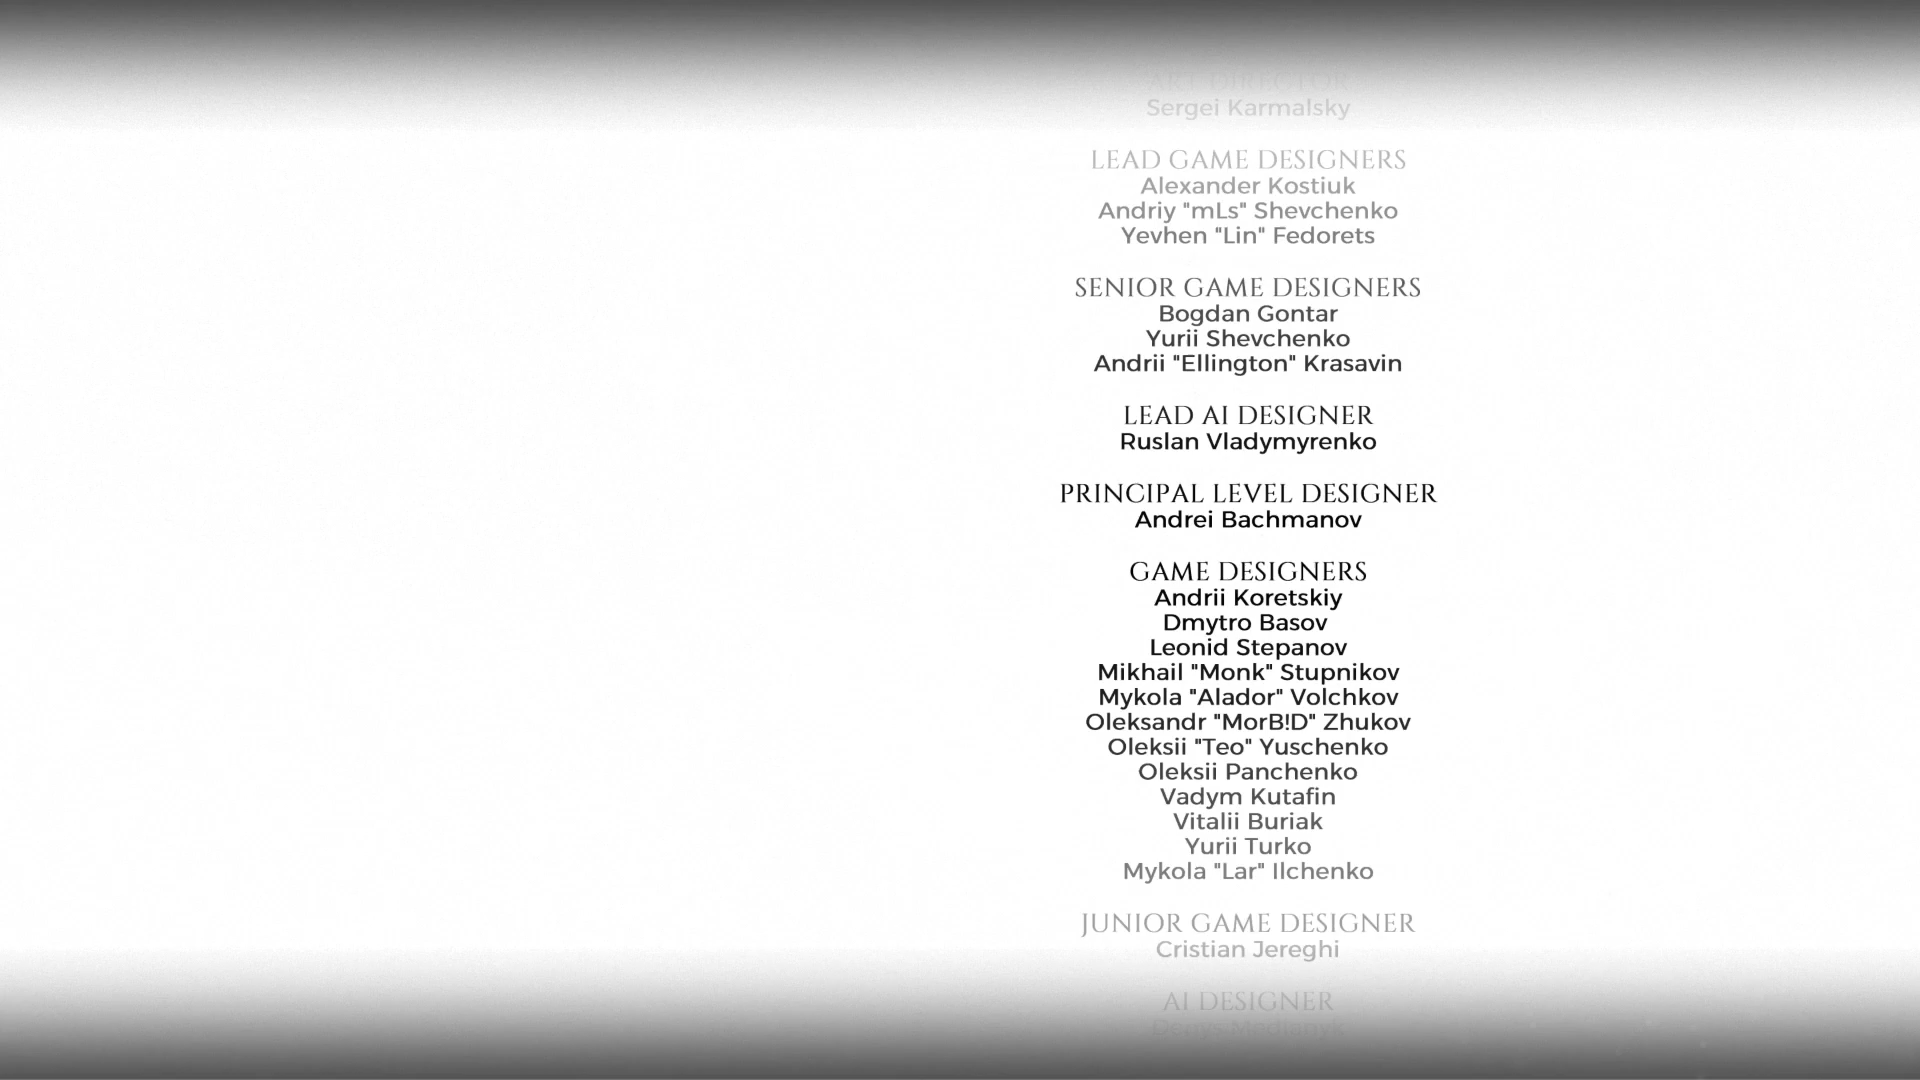 ART DIRECTOR
Sergei Karmalsky
LEAD GAME DESIGNERS
Alexander Kostiuk
Andriy "mLs" Shevchenko
Yevhen "Lin" Fedorets
SENIOR GAME DESIGNERS
Bogdan Gontar
Yurii Shevchenko
Andrii "Ellington" Krasavin
LEAD AI DESIGNER
Ruslan Vladymyrenko
PRINCIPAL LEVEL DESIGNER
Andrei Bachmanov
GAME DESIGNERS
Andrii Koretskiy
Dmytro Basov
Leonid Stepanov
Mikhail "Monk" Stupnikov
Mykola "Alador" Volchkov
Oleksandr "MorB!D" Zhukov
Oleksii "Teo" Yuschenko
Oleksii Panchenko
Vadym Kutafin
Vitalii Buriak
Yurii Turko
Mykola "Lar" Ilchenko
JUNIOR GAME DESIGNER
Cristian Jereghi
AI DESIGNER
Denys